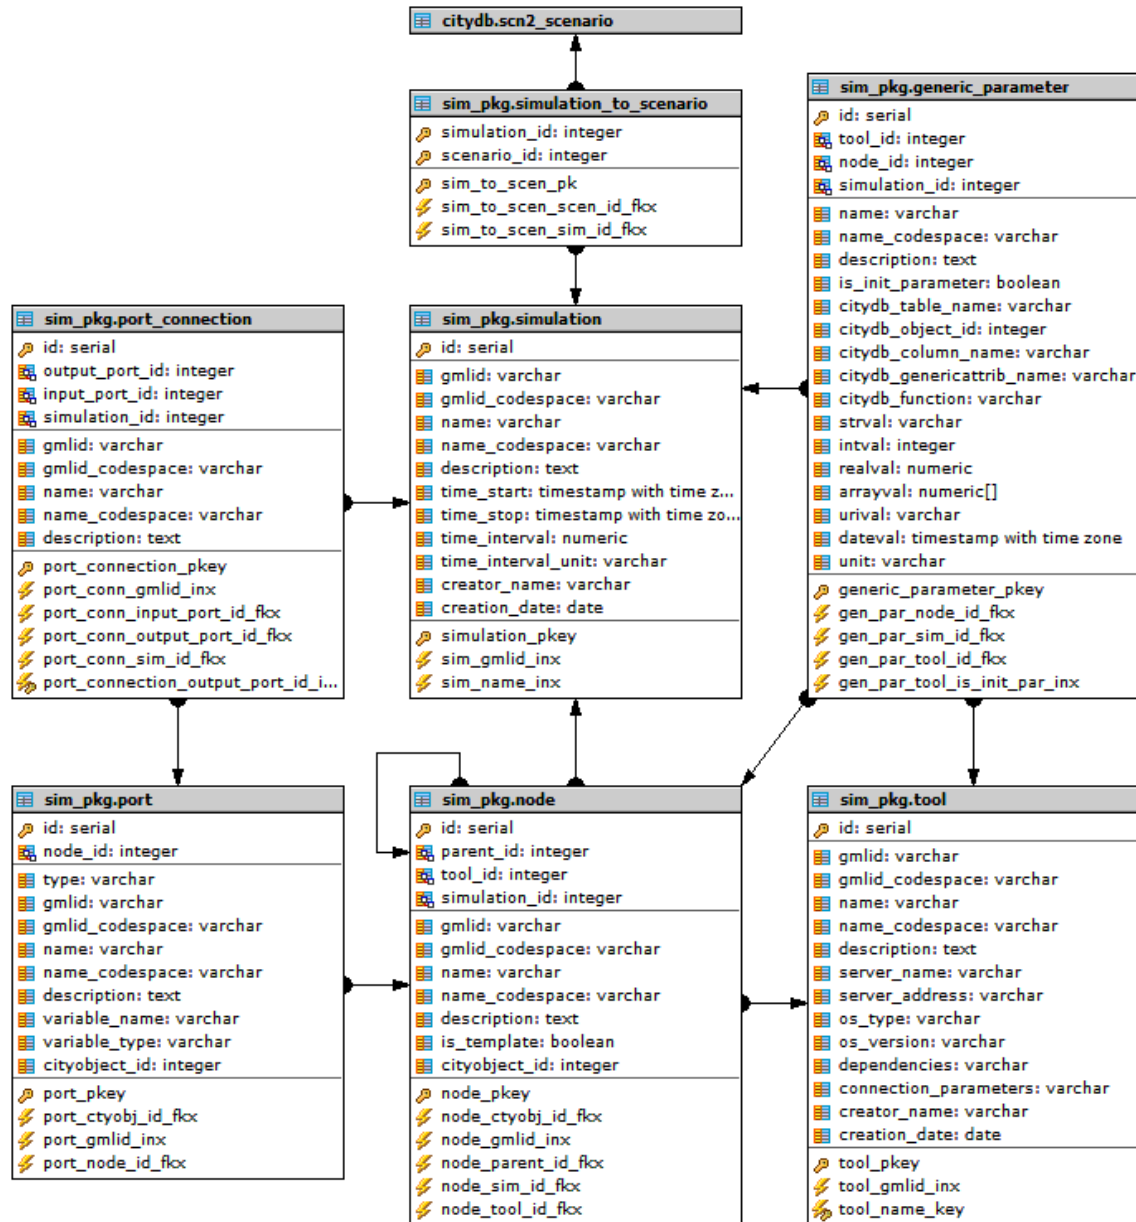 citydb.scn2_scenario
sim_pkg.simulation_to_scenario
simulation_id: integer
scenario_id: integer
sim_to_scen_pk
sim_to_scen_scen_id_fkx
sim_to_scen_sim_id_fkx
sim_pkg.generic_parameter
id: serial
tool_id: integer
node_id: integer
simulation_id: integer
name: varchar
name_codespace: varchar
description: text
is_init_parameter: boolean
citydb_table_name: varchar
citydb_object_id: integer
citydb_column_name: varchar
citydb_genericattrib_name: varchar
citydb_function: varchar
strval: varchar
intval: integer
realval: numeric
arrayval: numeric[]
urival: varchar
dateval: timestamp with time zone
unit: varchar
generic_parameter_pkey
gen_par_node_id_fkx
gen_par_sim_id_fkx
gen_par_tool_id_fkx
gen_par_tool_is_init_par_inx
sim_pkg.port_connection
id: serial
output_port_id: integer
input_port_id: integer
simulation_id: integer
gmlid: varchar
gmlid_codespace: varchar
name: varchar
name_codespace: varchar
description: text
port_connection_pkey
port_conn_gmlid_inx
port_conn_input_port_id_fkx
port_conn_output_port_id_fkx
port_conn_sim_id_fkx
port_connection_output_port_id_i...
sim_pkg.simulation
id: serial
gmlid: varchar
gmlid_codespace: varchar
name: varchar
name_codespace: varchar
description: text
time_start: timestamp with time z...
time_stop: timestamp with time zo...
time_interval: numeric
time_interval_unit: varchar
creator_name: varchar
creation_date: date
simulation_pkey
sim_gmlid_inx
sim_name_inx
sim_pkg.port
id: serial
node_id: integer
type: varchar
gmlid: varchar
gmlid_codespace: varchar
name: varchar
name_codespace: varchar
description: text
variable_name: varchar
variable_type: varchar
cityobject_id: integer
port_pkey
port_ctyobj_id_fkx
port_gmlid_inx
port_node_id_fkx
sim_pkg.node
id: serial
parent_id: integer
tool_id: integer
simulation_id: integer
gmlid: varchar
gmlid_codespace: varchar
name: varchar
name_codespace: varchar
description: text
is_template: boolean
cityobject_id: integer
node_pkey
node_ctyobj_id_fkx
node_gmlid_inx
node_parent_id_fkx
node_sim_id_fkx
node_tool_id_fkx
sim_pkg.tool
id: serial
gmlid: varchar
gmlid_codespace: varchar
name: varchar
name_codespace: varchar
description: text
server_name: varchar
server_address: varchar
os_type: varchar
os_version: varchar
dependencies: varchar
connection_parameters: varchar
creator_name: varchar
creation_date: date
tool_pkey
tool_gmlid_inx
tool_name_key